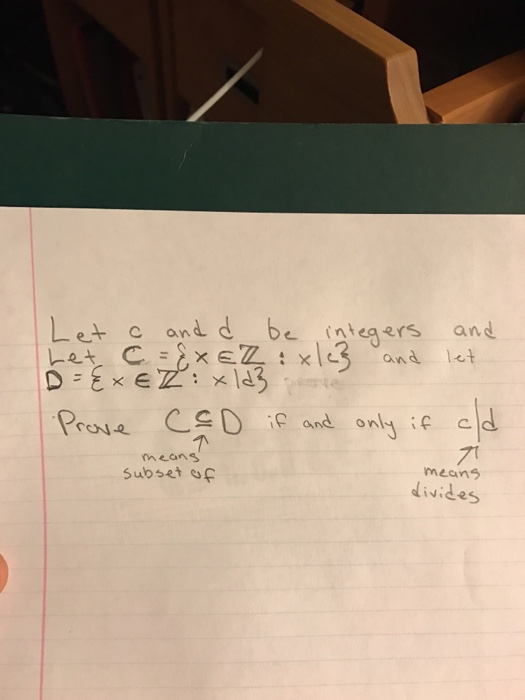 Let c and d be integers and
Let C = {x ∈ ℤ : x|c} and let
D = {x ∈ ℤ : x|d}
Prove C ⊆ D if and only if c|d
↑ ↑
means means
subset of divides